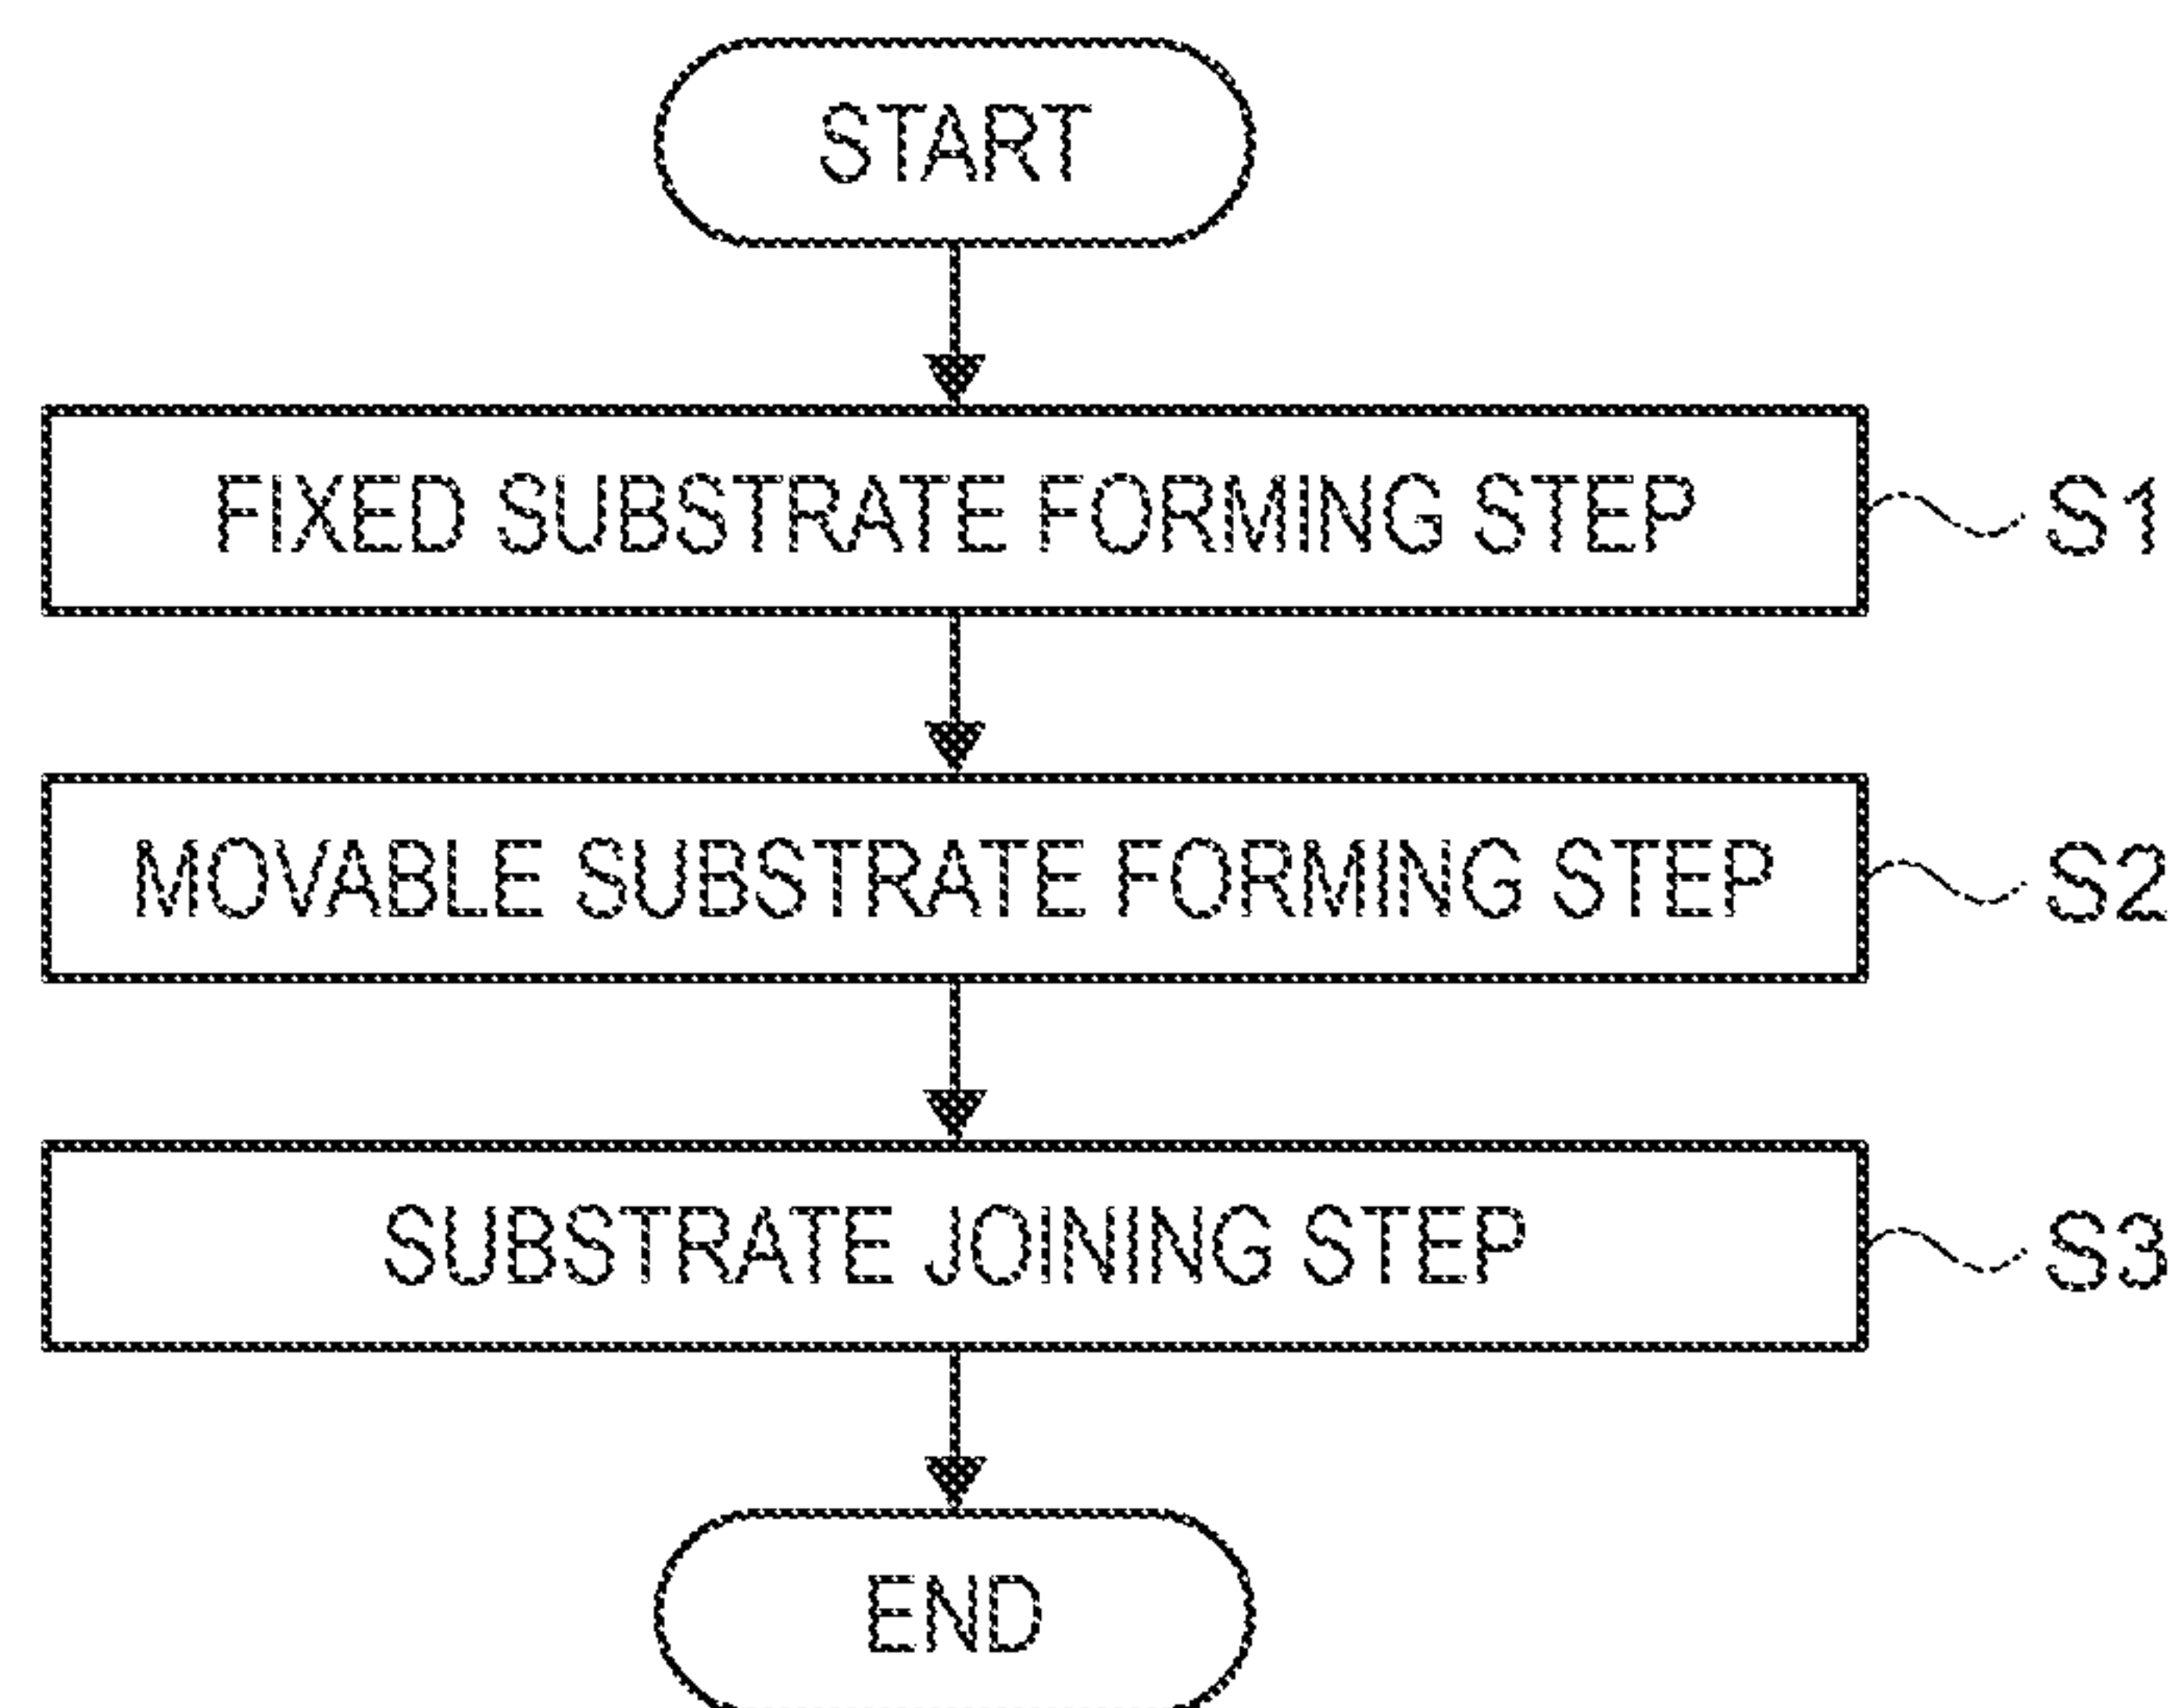 START
FIXED SUBSTRATE FORMING STEP
S1
MOVABLE SUBSTRATE FORMING STEP
S2
SUBSTRATE JOINING STEP
S3
END